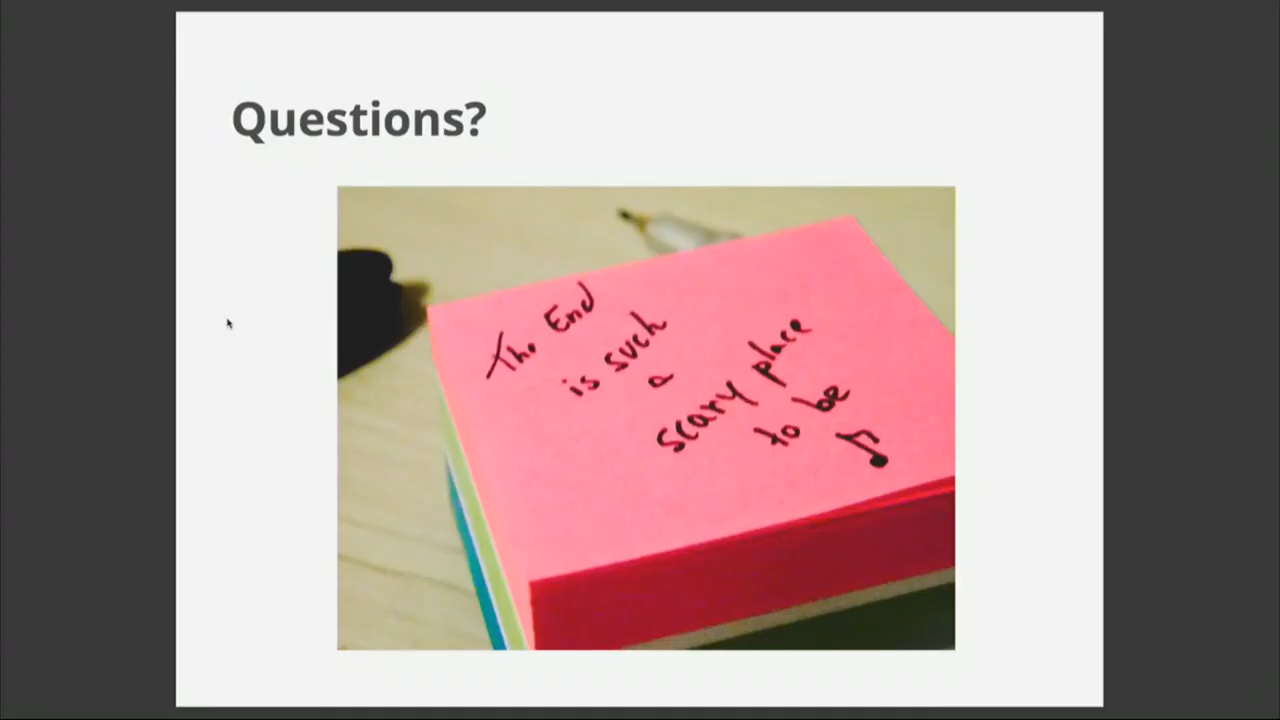 Questions?
The End
is such
a
scary place
to be